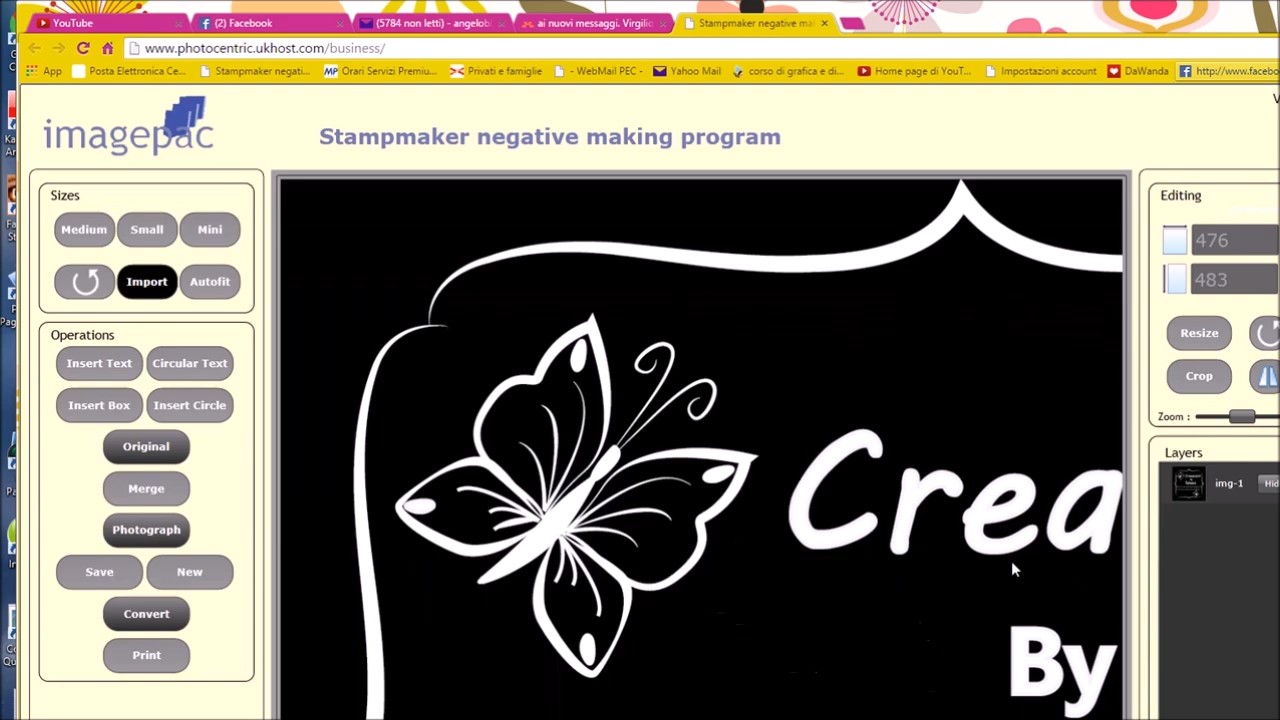 YouTube
(2) Facebook
(5784 non letti) - angelob
ai nuovi messaggi. Virgilio
Stampmaker negative ma
www.photocentric.ukhost.com/business/
App
Posta Elettronica Ce...
Stampmaker negati...
Orari Servizi Premiu...
Privati e famiglie
- WebMail PEC -
Yahoo Mail
corso di grafica e di...
Home page di YouT...
Impostazioni account
DaWanda
http://www.facebo
imagepac
Stampmaker negative making program
Sizes
Medium
Small
Mini
Import
Autofit
Operations
Insert Text
Circular Text
Insert Box
Insert Circle
Original
Merge
Photograph
Save
New
Convert
Print
Crea
By
Editing
476
483
Resize
Crop
Zoom :
Layers
img-1
Hid